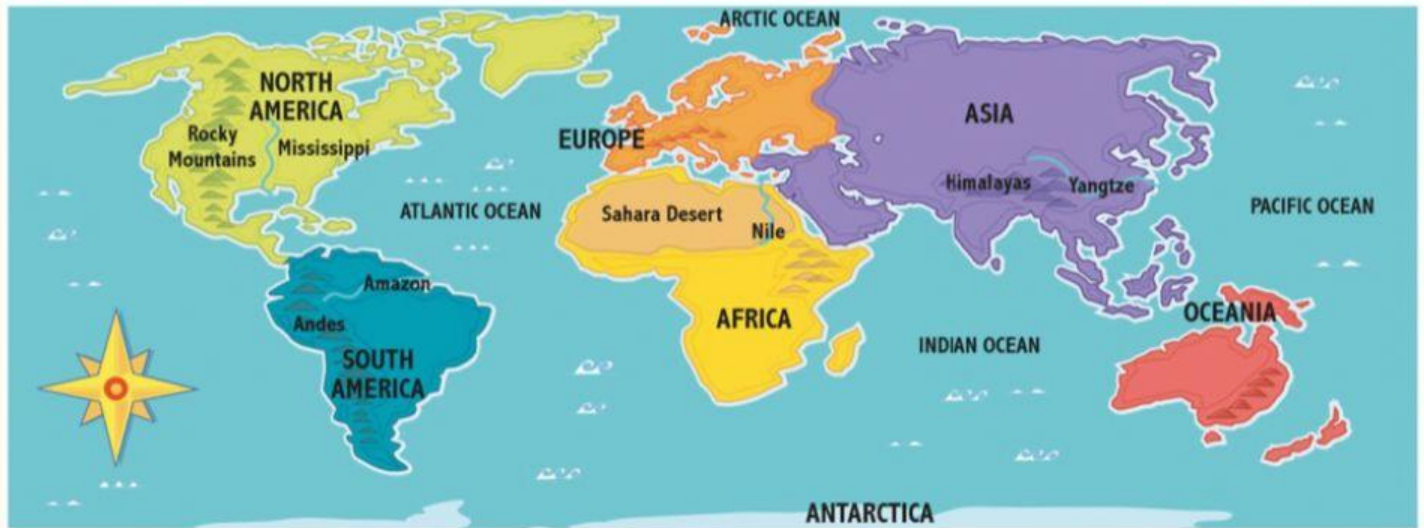 ARCTIC OCEAN
NORTH
AMERICA
Rocky
Mountains
Mississippi
EUROPE
ASIA
Himalayas
Yangtze
ATLANTIC OCEAN
Sahara Desert
Nile
PACIFIC OCEAN
Amazon
Andes
SOUTH
AMERICA
AFRICA
OCEANIA
INDIAN OCEAN
ANTARCTICA